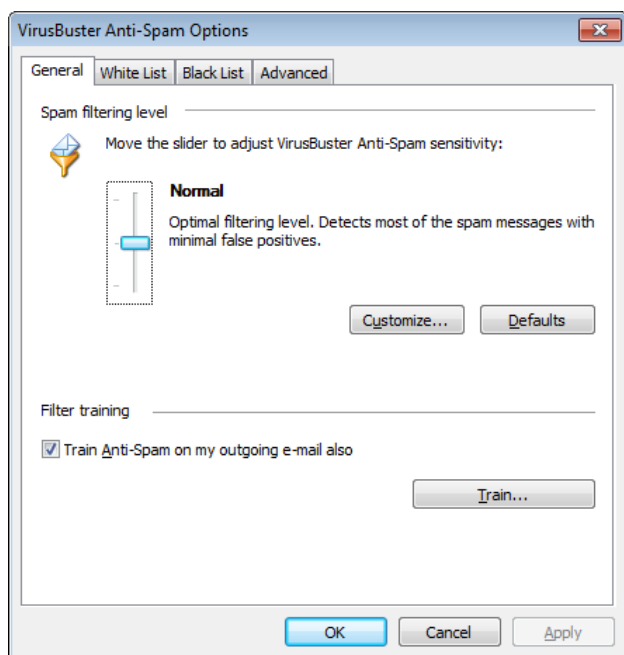 VirusBuster Anti-Spam Options
General
White List
Black List
Advanced
Spam filtering level
Move the slider to adjust VirusBuster Anti-Spam sensitivity:
Normal
Optimal filtering level. Detects most of the spam messages with
minimal false positives.
Customize...
Defaults
Filter training
Train Anti-Spam on my outgoing e-mail also
Train...
OK
Cancel
Apply